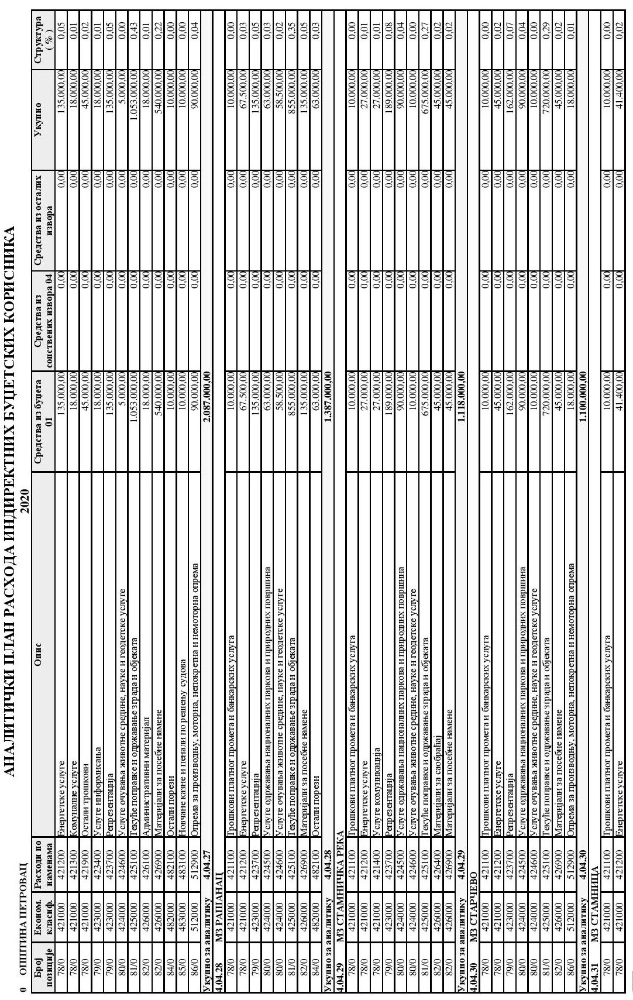 АНАЛИТИЧКИ ПЛАН РАСХОДА ИНДИРЕКТНИХ БУЏЕТСКИХ КОРИСНИКА
0 ОПШТИНА ПЕТРОВАЦ 2020
Број позиције Економ. класиф. Расходи по наменама Опис Средства из буџета 01 Средства из сопствених извора 04 Средства из осталих извора Укупно Структура ( % )
78/0 421000 421200 Енергетске услуге 135.000,00 0,00 0,00 135.000,00 0,05
78/0 421000 421300 Комуналне услуге 18.000,00 0,00 0,00 18.000,00 0,01
78/0 421000 421900 Остали трошкови 45.000,00 0,00 0,00 45.000,00 0,02
79/0 423000 423400 Услуге информисања 18.000,00 0,00 0,00 18.000,00 0,01
79/0 423000 423700 Репрезентација 135.000,00 0,00 0,00 135.000,00 0,05
80/0 424000 424600 Услуге очувања животне средине, науке и геодетске услуге 5.000,00 0,00 0,00 5.000,00 0,00
81/0 425000 425100 Текуће поправке и одржавање зграда и објеката 1.053.000,00 0,00 0,00 1.053.000,00 0,43
82/0 426000 426100 Административни материјал 18.000,00 0,00 0,00 18.000,00 0,01
82/0 426000 426900 Материјали за посебне намене 540.000,00 0,00 0,00 540.000,00 0,22
84/0 482000 482100 Остали порези 10.000,00 0,00 0,00 10.000,00 0,00
85/0 483000 483100 Новчане казне и пенали по решењу судова 10.000,00 0,00 0,00 10.000,00 0,00
86/0 512000 512900 Опрема за производњу, моторна, непокретна и немоторна опрема 90.000,00 0,00 0,00 90.000,00 0,04
Укупно за аналитику 4.04.27 2.087.000,00
4.04.28 МЗ РАШАНАЦ
78/0 421000 421100 Трошкови платног промета и банкарских услуга 10.000,00 0,00 0,00 10.000,00 0,00
78/0 421000 421200 Енергетске услуге 67.500,00 0,00 0,00 67.500,00 0,03
79/0 423000 423700 Репрезентација 135.000,00 0,00 0,00 135.000,00 0,05
80/0 424000 424500 Услуге одржавања националних паркова и природних површина 63.000,00 0,00 0,00 63.000,00 0,03
80/0 424000 424600 Услуге очувања животне средине, науке и геодетске услуге 58.500,00 0,00 0,00 58.500,00 0,02
81/0 425000 425100 Текуће поправке и одржавање зграда и објеката 855.000,00 0,00 0,00 855.000,00 0,35
82/0 426000 426900 Материјали за посебне намене 135.000,00 0,00 0,00 135.000,00 0,05
84/0 482000 482100 Остали порези 63.000,00 0,00 0,00 63.000,00 0,03
Укупно за аналитику 4.04.28 1.387.000,00
4.04.29 МЗ СТАМНИЧКА РЕКА
78/0 421000 421100 Трошкови платног промета и банкарских услуга 10.000,00 0,00 0,00 10.000,00 0,00
78/0 421000 421200 Енергетске услуге 27.000,00 0,00 0,00 27.000,00 0,01
78/0 421000 421400 Услуге комуникација 27.000,00 0,00 0,00 27.000,00 0,01
79/0 423000 423700 Репрезентација 189.000,00 0,00 0,00 189.000,00 0,08
80/0 424000 424500 Услуге одржавања националних паркова и природних површина 90.000,00 0,00 0,00 90.000,00 0,04
80/0 424000 424600 Услуге очувања животне средине, науке и геодетске услуге 10.000,00 0,00 0,00 10.000,00 0,00
81/0 425000 425100 Текуће поправке и одржавање зграда и објеката 675.000,00 0,00 0,00 675.000,00 0,27
82/0 426000 426400 Материјали за саобраћај 45.000,00 0,00 0,00 45.000,00 0,02
82/0 426000 426900 Материјали за посебне намене 45.000,00 0,00 0,00 45.000,00 0,02
Укупно за аналитику 4.04.29 1.118.000,00
4.04.30 МЗ СТАРЧЕВО
78/0 421000 421100 Трошкови платног промета и банкарских услуга 10.000,00 0,00 0,00 10.000,00 0,00
78/0 421000 421200 Енергетске услуге 45.000,00 0,00 0,00 45.000,00 0,02
79/0 423000 423700 Репрезентација 162.000,00 0,00 0,00 162.000,00 0,07
80/0 424000 424500 Услуге одржавања националних паркова и природних површина 90.000,00 0,00 0,00 90.000,00 0,04
80/0 424000 424600 Услуге очувања животне средине, науке и геодетске услуге 10.000,00 0,00 0,00 10.000,00 0,00
81/0 425000 425100 Текуће поправке и одржавање зграда и објеката 720.000,00 0,00 0,00 720.000,00 0,29
82/0 426000 426900 Материјали за посебне намене 45.000,00 0,00 0,00 45.000,00 0,02
86/0 512000 512900 Опрема за производњу, моторна, непокретна и немоторна опрема 18.000,00 0,00 0,00 18.000,00 0,01
Укупно за аналитику 4.04.30 1.100.000,00
4.04.31 МЗ СТАМНИЦА
78/0 421000 421100 Трошкови платног промета и банкарских услуга 10.000,00 0,00 0,00 10.000,00 0,00
78/0 421000 421200 Енергетске услуге 41.400,00 0,00 0,00 41.400,00 0,02